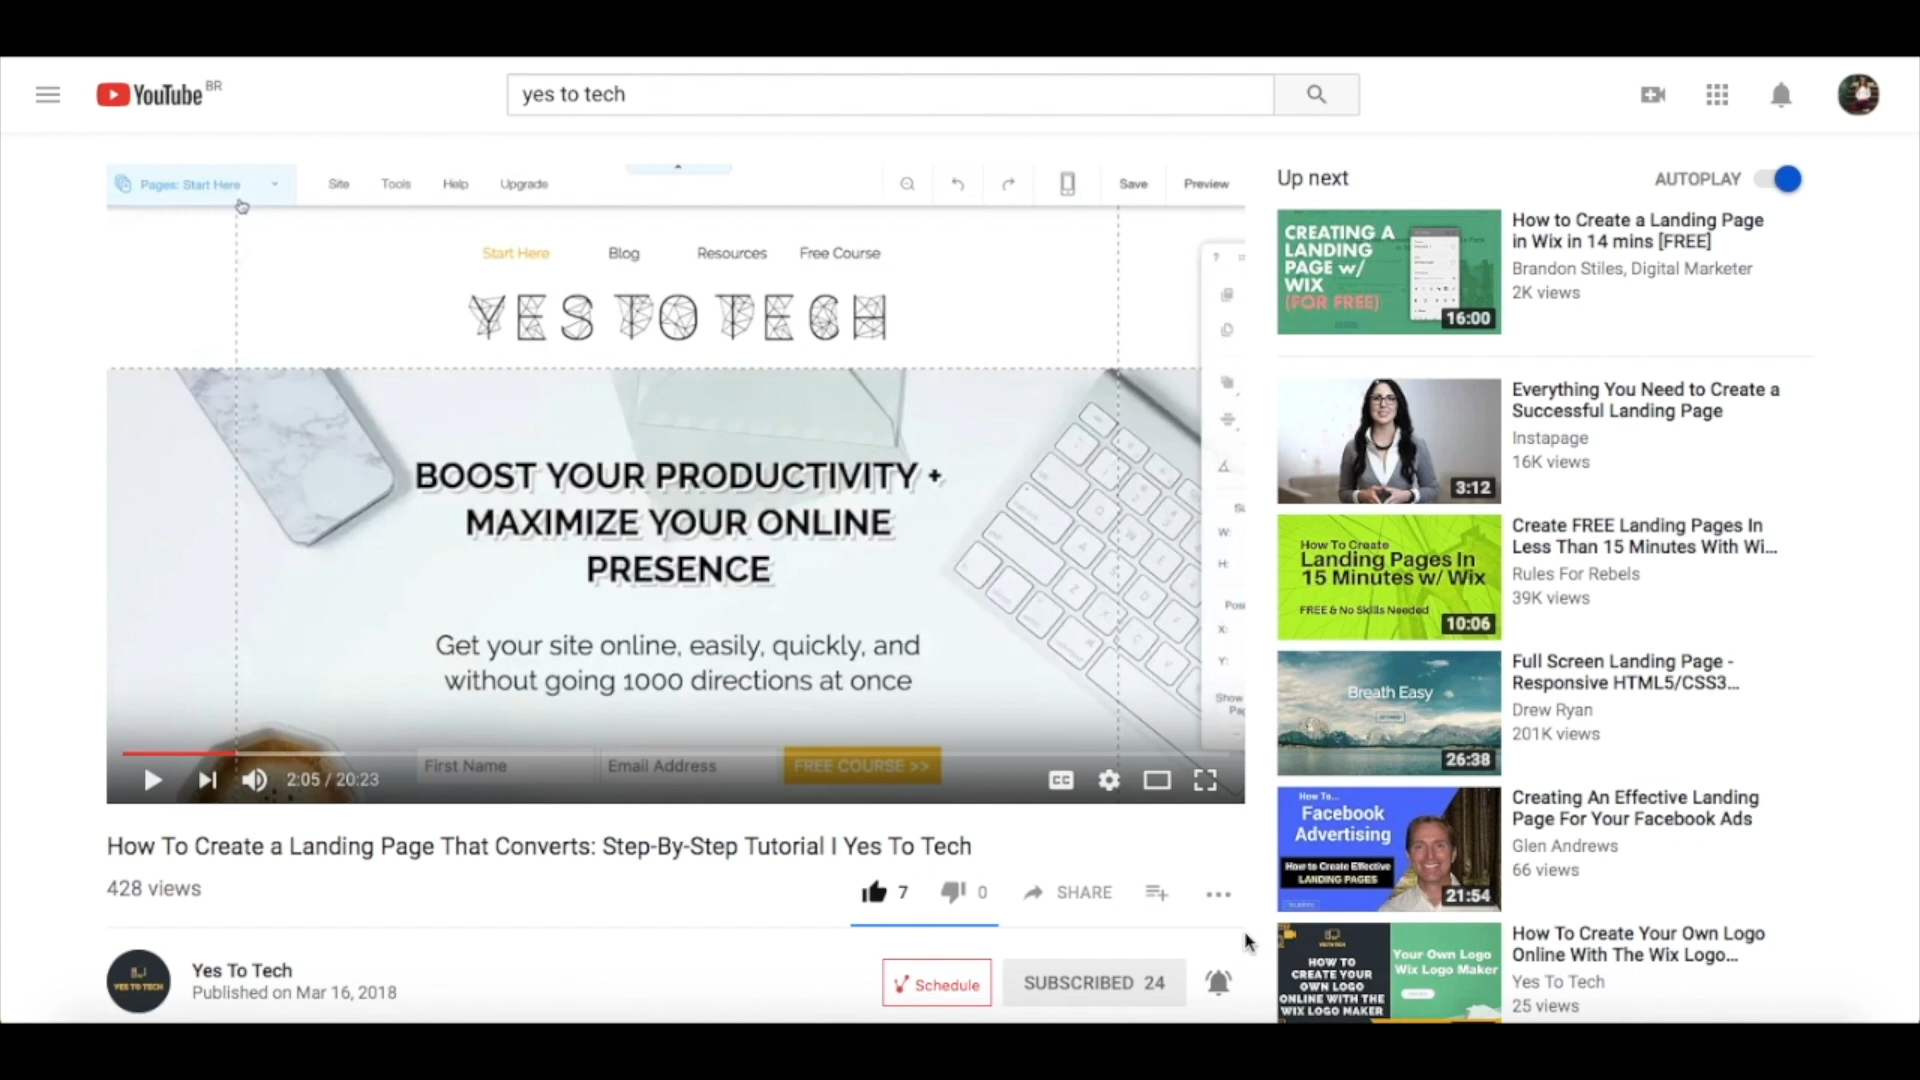 YouTube BR
yes to tech
Pages: Start Here
Site
Tools
Help
Upgrade
Save
Preview
Start Here
Blog
Resources
Free Course
YES TO TECH
BOOST YOUR PRODUCTIVITY +
MAXIMIZE YOUR ONLINE
PRESENCE
Get your site online, easily, quickly, and
without going 1000 directions at once
First Name
Email Address
FREE COURSE >>
?
W:
H:
X:
Y:
Show
2:05 / 20:23
CC
How To Create a Landing Page That Converts: Step-By-Step Tutorial I Yes To Tech
428 views
7
0
SHARE
YES TO TECH
Yes To Tech
Published on Mar 16, 2018
Schedule
SUBSCRIBED 24
Up next
AUTOPLAY
CREATING A
LANDING
PAGE w/
WIX
(FOR FREE)
16:00
How to Create a Landing Page
in Wix in 14 mins [FREE]
Brandon Stiles, Digital Marketer
2K views
3:12
Everything You Need to Create a
Successful Landing Page
Instapage
16K views
How To Create
Landing Pages In
15 Minutes w/ Wix
FREE & No Skills Needed
10:06
Create FREE Landing Pages In
Less Than 15 Minutes With Wi...
Rules For Rebels
39K views
Breath Easy
26:38
Full Screen Landing Page -
Responsive HTML5/CSS3...
Drew Ryan
201K views
How To...
Facebook
Advertising
How to Create Effective
LANDING PAGES
21:54
Creating An Effective Landing
Page For Your Facebook Ads
Glen Andrews
66 views
HOW TO
CREATE YOUR
OWN LOGO
ONLINE WITH THE
WIX LOGO MAKER
Your Own Logo
Wix Logo Maker
How To Create Your Own Logo
Online With The Wix Logo...
Yes To Tech
25 views